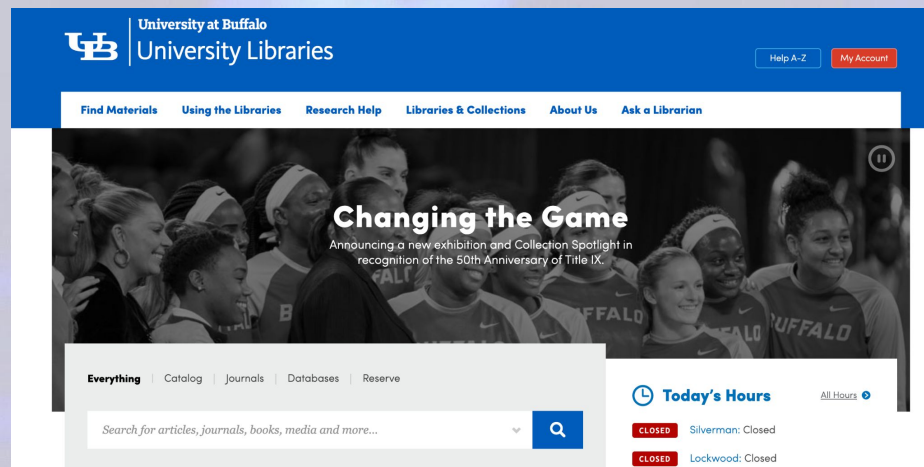 University at Buffalo
UB University Libraries
Help A-Z
My Account
Find Materials Using the Libraries Research Help Libraries & Collections About Us Ask a Librarian
Changing the Game
Announcing a new exhibition and Collection Spotlight in
recognition of the 50th Anniversary of Title IX.
BUFFALO
Everything Catalog Journals Databases Reserve
Search for articles, journals, books, media and more...
Today's Hours
All Hours
CLOSED Silverman: Closed
CLOSED Lockwood: Closed